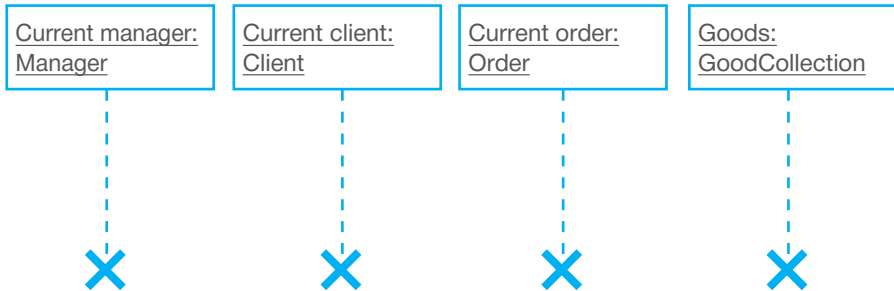 Current manager:
Manager
Current client:
Client
Current order:
Order
Goods:
GoodCollection